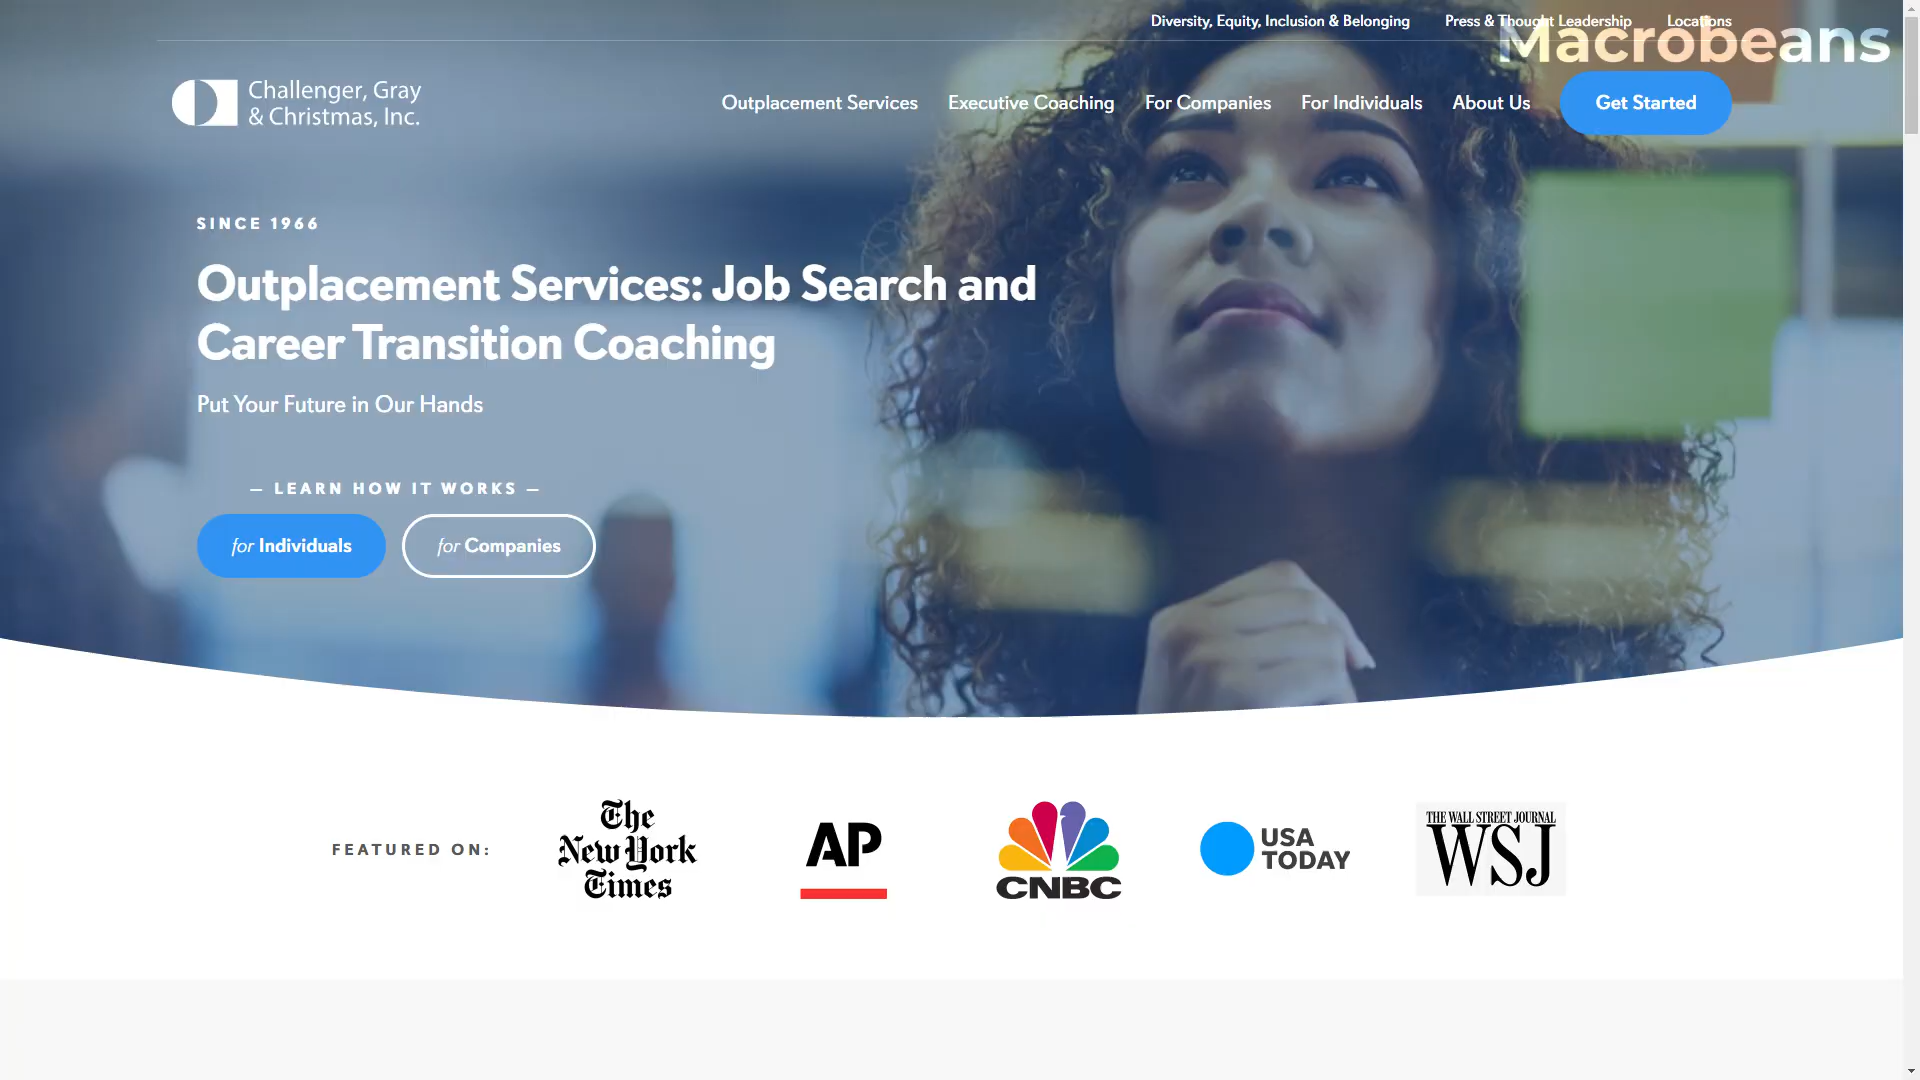 Diversity, Equity, Inclusion & Belonging
Press & Thought Leadership
Locations
Macrobeans
Challenger, Gray
& Christmas, Inc.
Outplacement Services
Executive Coaching
For Companies
For Individuals
About Us
Get Started
SINCE 1966
Outplacement Services: Job Search and
Career Transition Coaching
Put Your Future in Our Hands
— LEARN HOW IT WORKS —
for Individuals
for Companies
FEATURED ON:
The
New York
Times
AP
CNBC
USA
TODAY
THE WALL STREET JOURNAL
WSJ